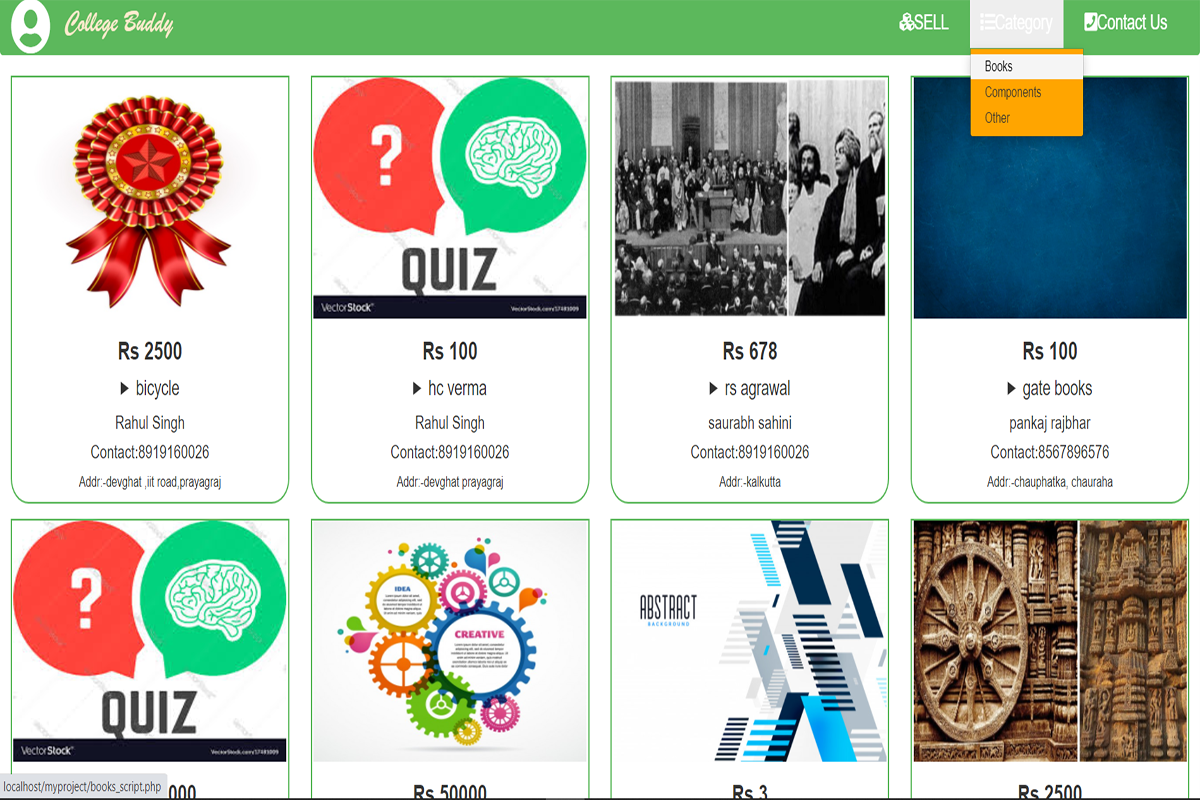 College Buddy
SELL
Category
Contact Us
Books
Components
Other
?
QUIZ
VectorStock®
VectorStock.com/17481009
Rs 2500
bicycle
Rahul Singh
Contact:8919160026
Addr:-devghat ,iit road,prayagraj
Rs 100
hc verma
Rahul Singh
Contact:8919160026
Addr:-devghat prayagraj
Rs 678
rs agrawal
saurabh sahini
Contact:8919160026
Addr:-kalkutta
Rs 100
gate books
pankaj rajbhar
Contact:8567896576
Addr:-chauphatka, chauraha
?
QUIZ
VectorStock®
VectorStock.com/17481009
IDEA
CREATIVE
ABSTRACT
BACKGROUND
Rs 50000
Rs 3
Rs 2500
localhost/myproject/books_script.php